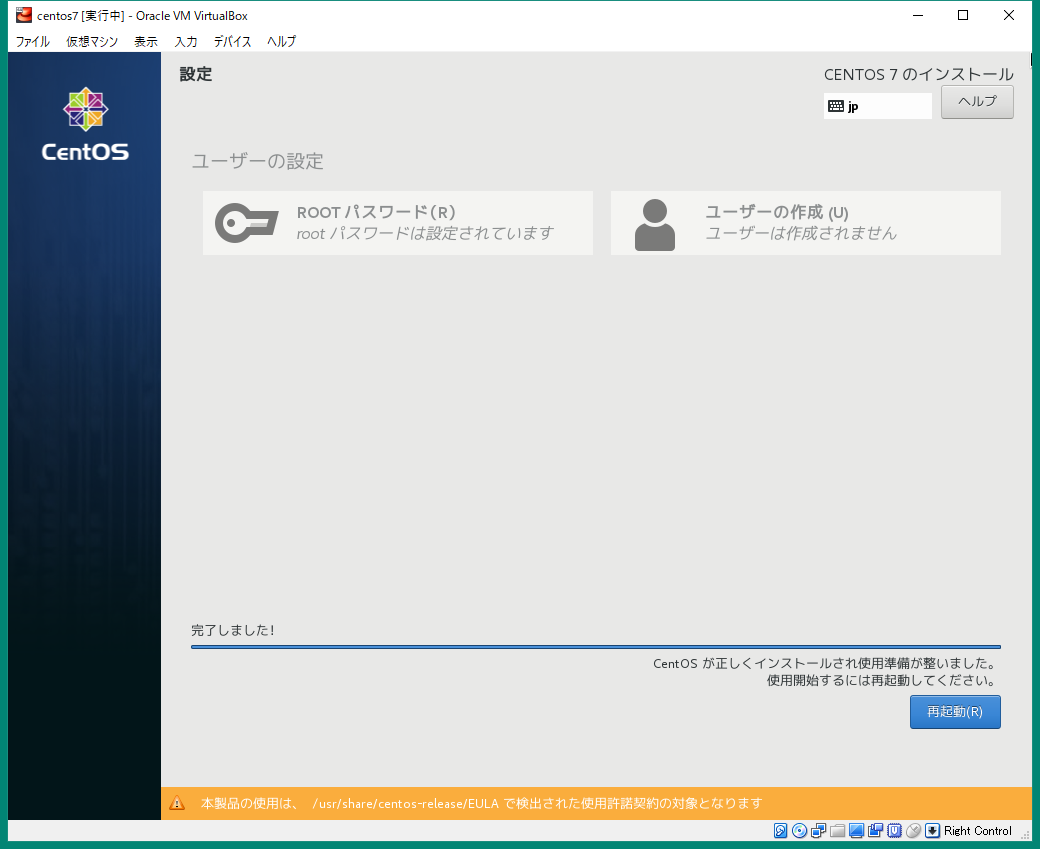 centos7 [実行中] - Oracle VM VirtualBox
ファイル 仮想マシン 表示 入力 デバイス ヘルプ
設定
CENTOS 7 のインストール
jp
ヘルプ
CentOS
ユーザーの設定
ROOT パスワード(R)
root パスワードは設定されています
ユーザーの作成 (U)
ユーザーは作成されません
完了しました!
CentOS が正しくインストールされ使用準備が整いました。
使用開始するには再起動してください。
再起動(R)
本製品の使用は、 /usr/share/centos-release/EULA で検出された使用許諾契約の対象となります
Right Control